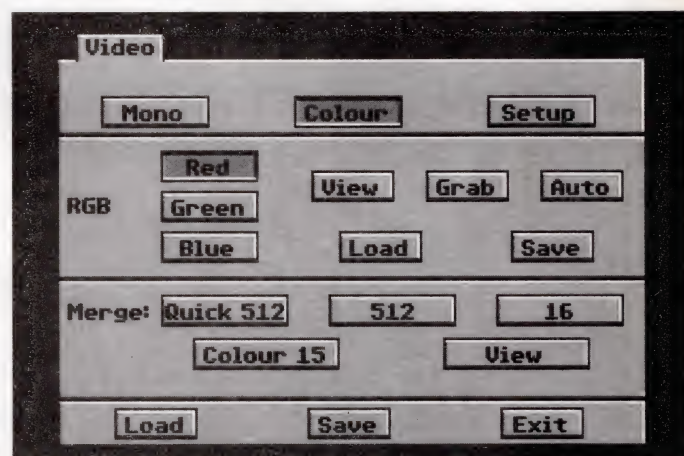 Video
Mono Colour Setup
Red
View Grab Auto
RGB
Green
Blue Load Save
Merge: Quick 512 512 16
Colour 15 View
Load Save Exit